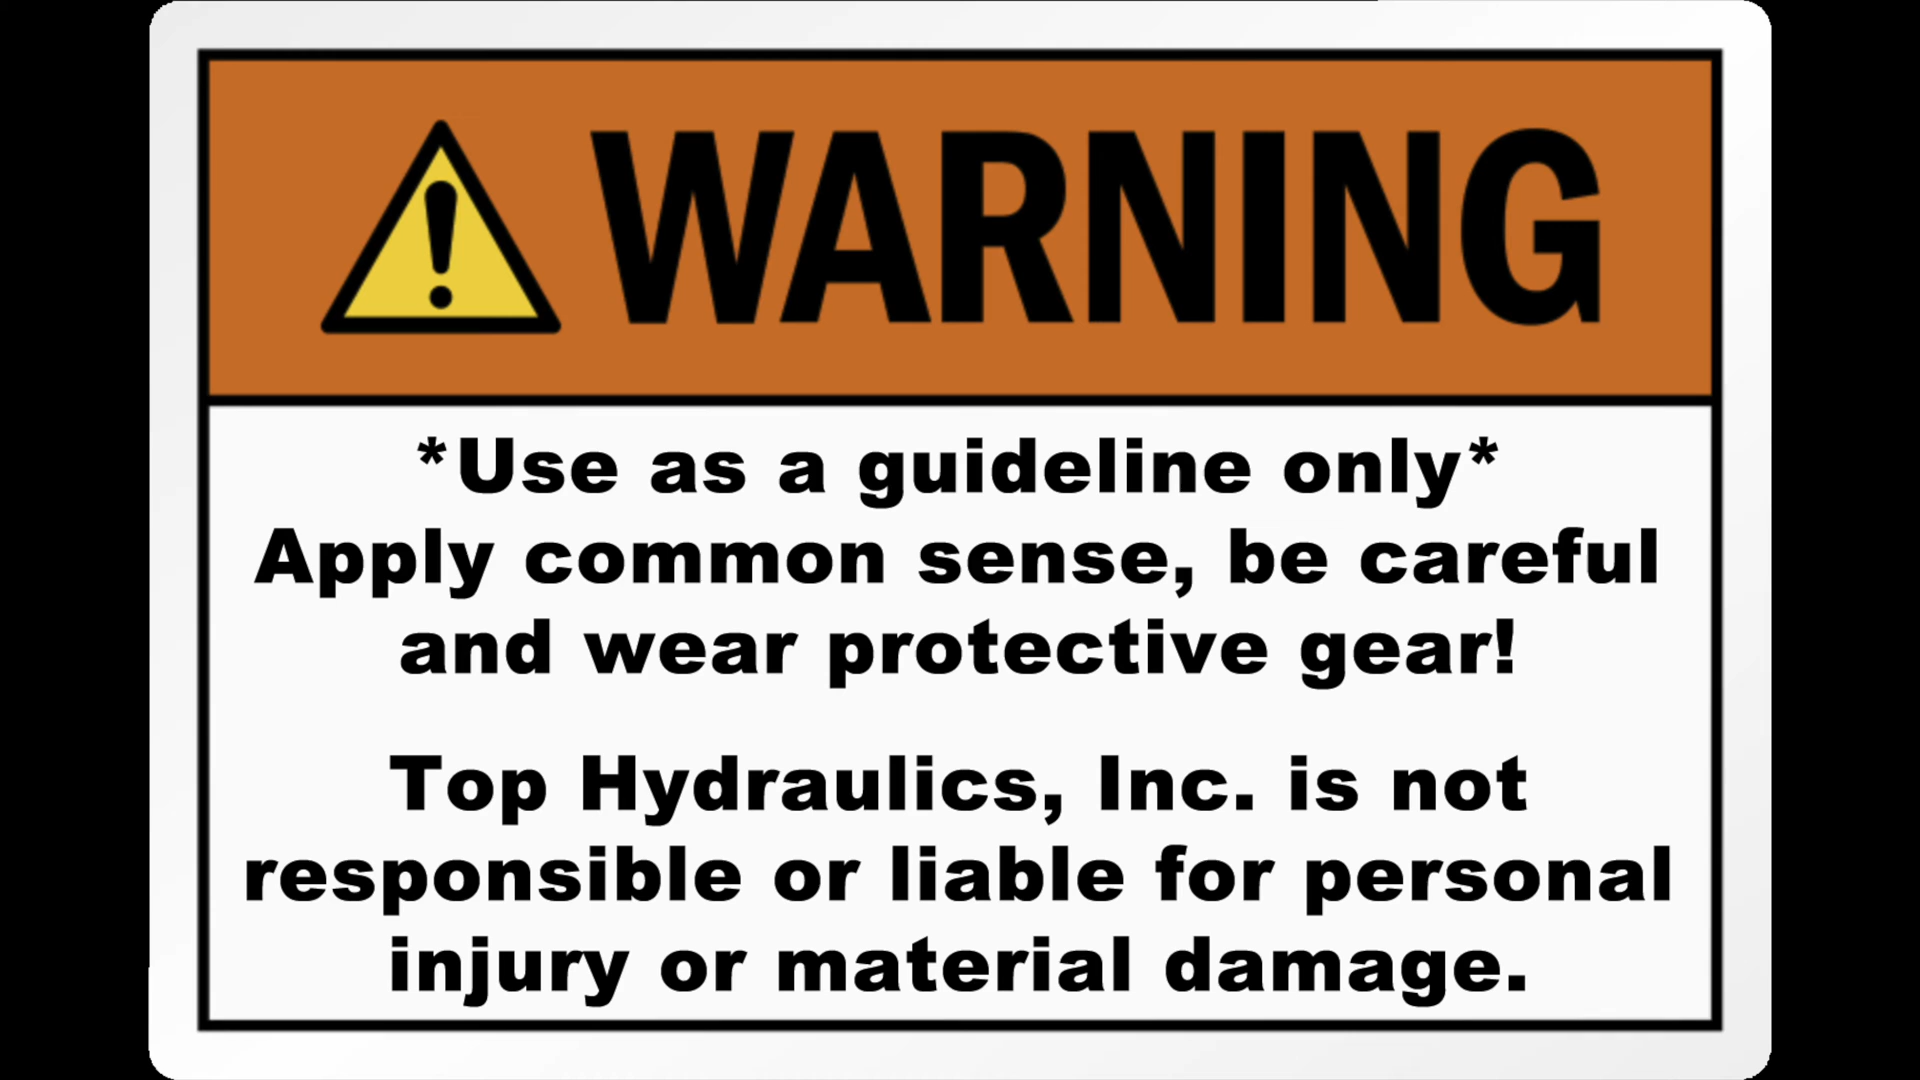 WARNING
*Use as a guideline only*
Apply common sense, be careful
and wear protective gear!
Top Hydraulics, Inc. is not
responsible or liable for personal
injury or material damage.